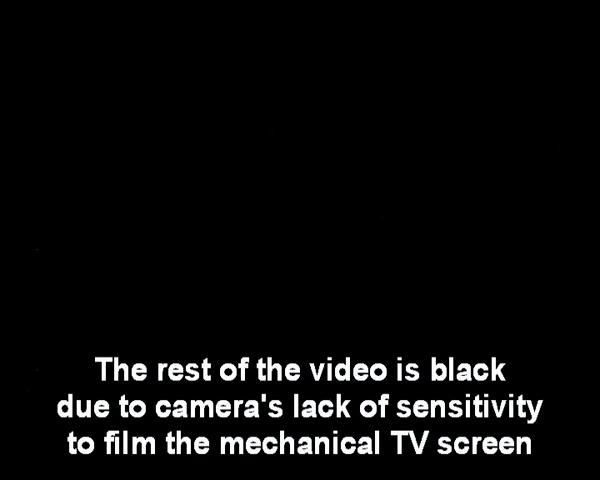 The rest of the video is black
due to camera's lack of sensitivity
to film the mechanical TV screen